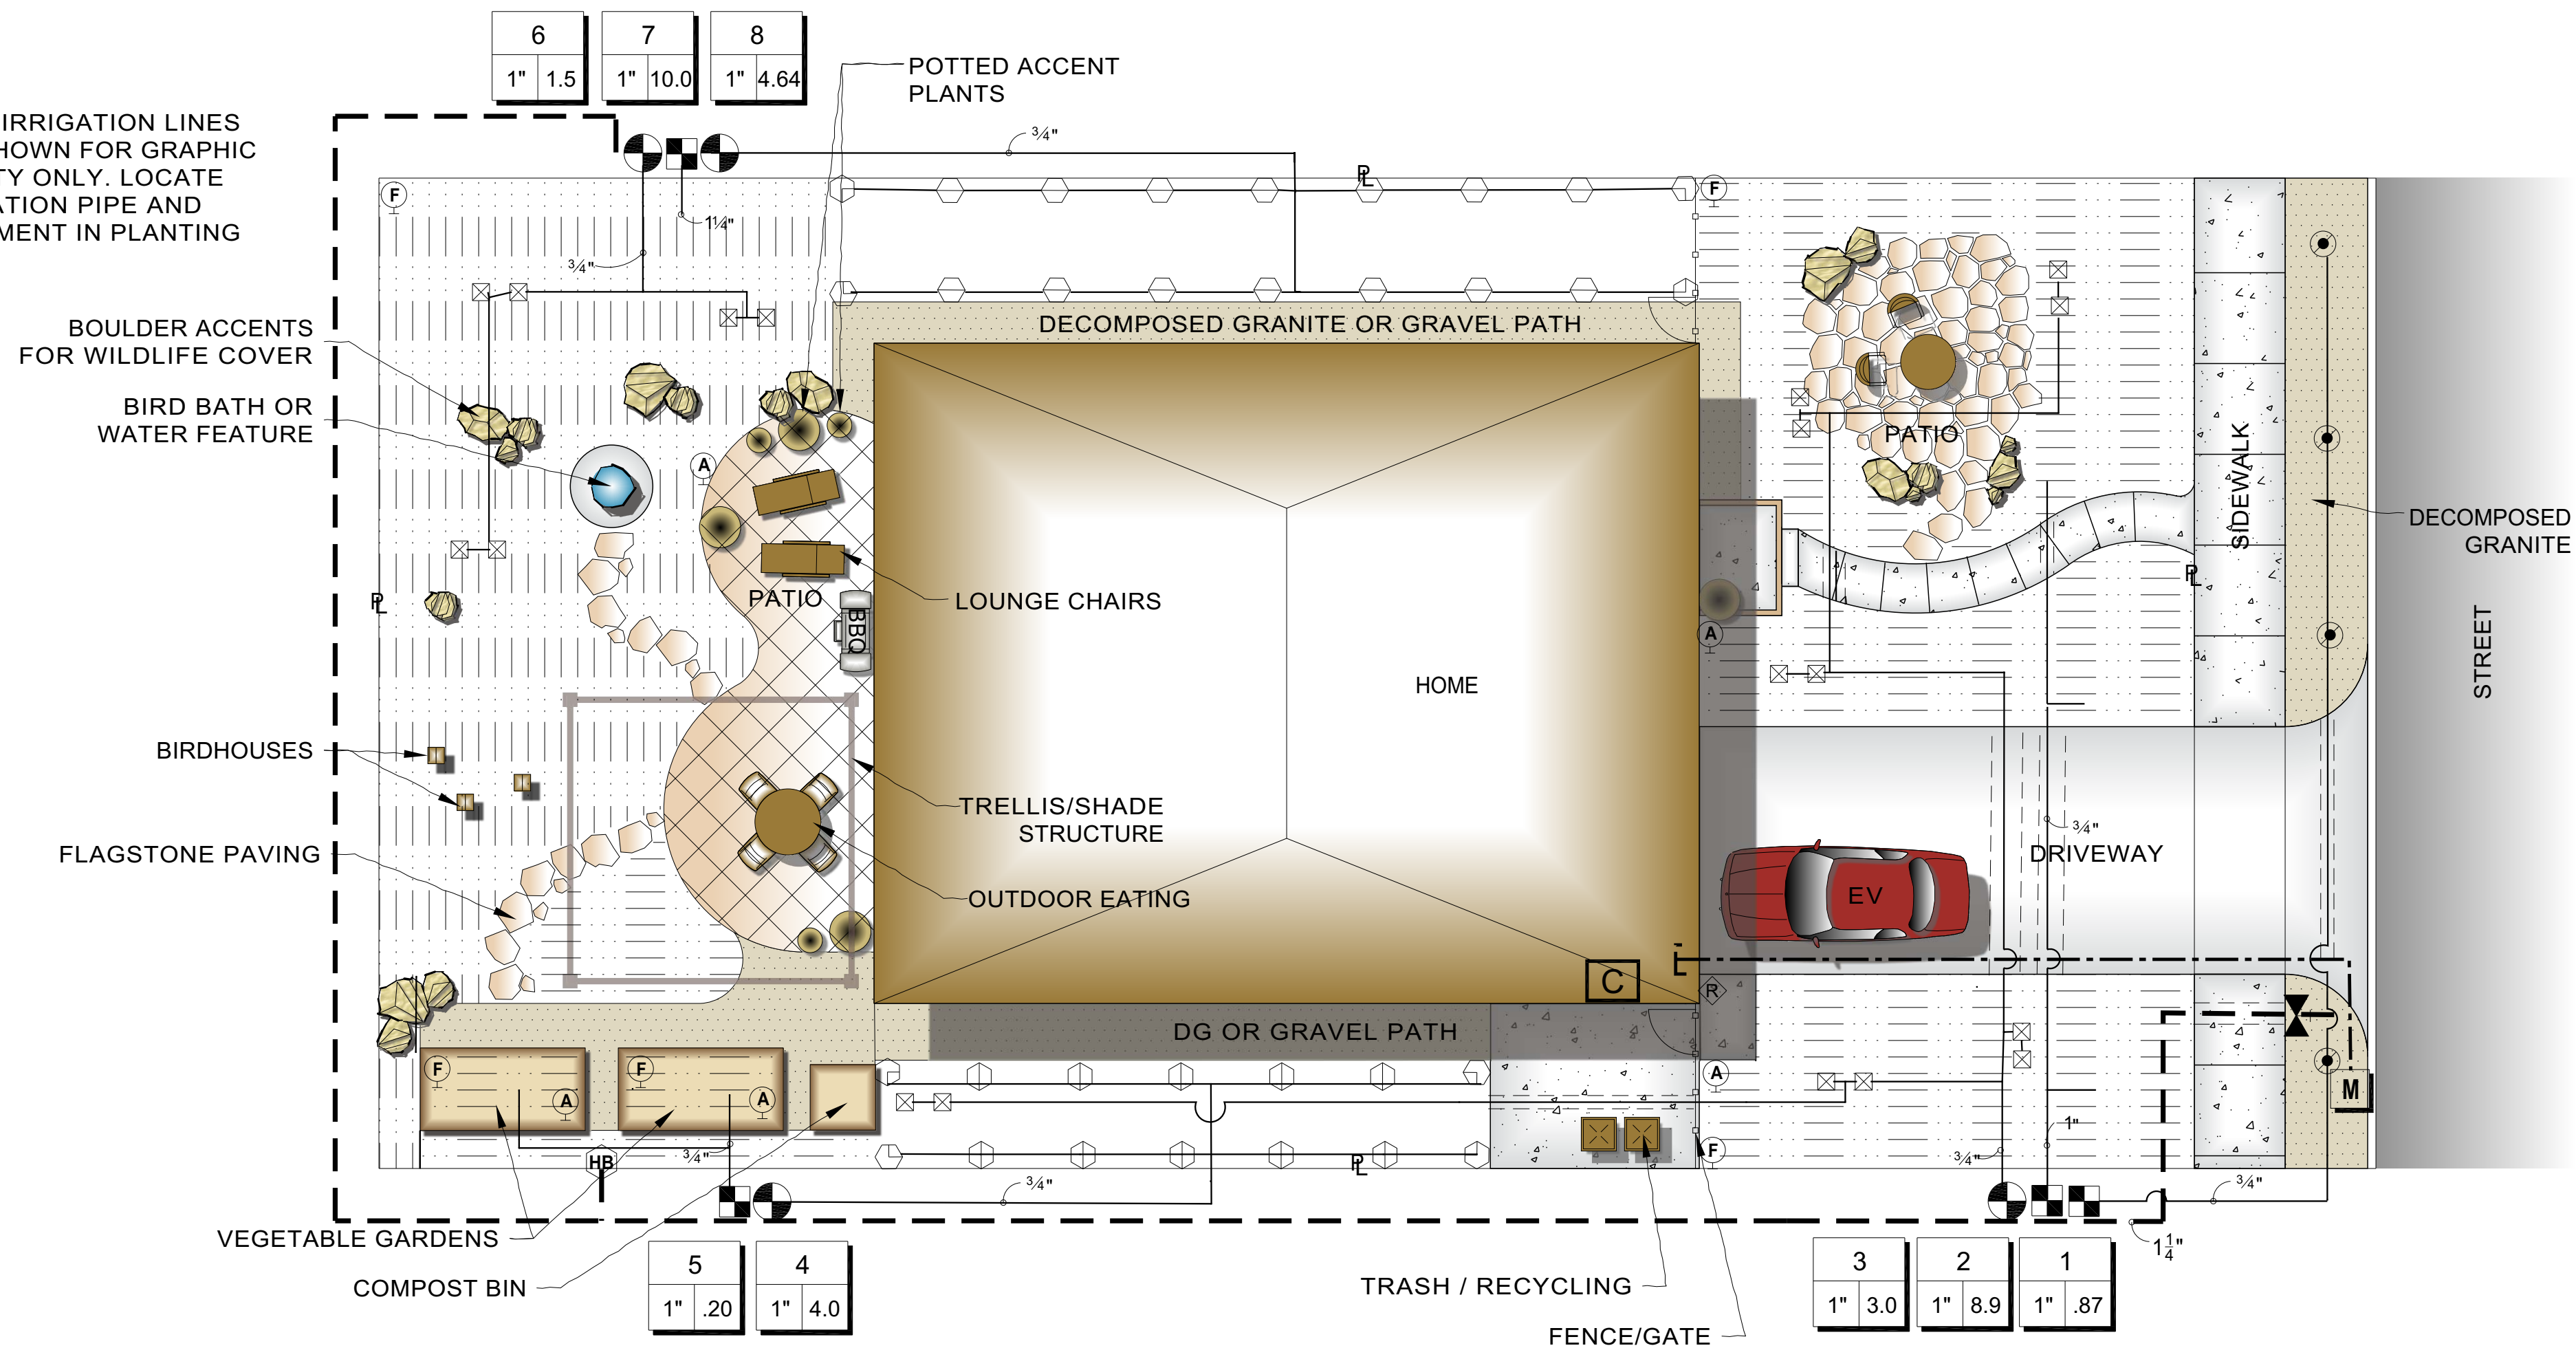 6
1" 1.5
7
1" 10.0
8
1" 4.64
POTTED ACCENT
PLANTS
IRRIGATION LINES
HOWN FOR GRAPHIC
TY ONLY. LOCATE
ATION PIPE AND
MENT IN PLANTING
3/4"
PL
F
F
1 1/4"
3/4"
BOULDER ACCENTS
FOR WILDLIFE COVER
DECOMPOSED GRANITE OR GRAVEL PATH
BIRD BATH OR
WATER FEATURE
A
PATIO
SIDEWALK
DECOMPOSED
GRANITE
PL
PL
PATIO
LOUNGE CHAIRS
BBQ
A
STREET
HOME
BIRDHOUSES
TRELLIS/SHADE
STRUCTURE
3/4"
DRIVEWAY
FLAGSTONE PAVING
OUTDOOR EATING
EV
C
R
DG OR GRAVEL PATH
F
A
F
A
A
M
1"
3/4"
HB
3/4"
PL
F
3/4"
3/4"
1 1/4"
VEGETABLE GARDENS
COMPOST BIN
5
1" .20
4
1" 4.0
TRASH / RECYCLING
FENCE/GATE
3
1" 3.0
2
1" 8.9
1
1" .87